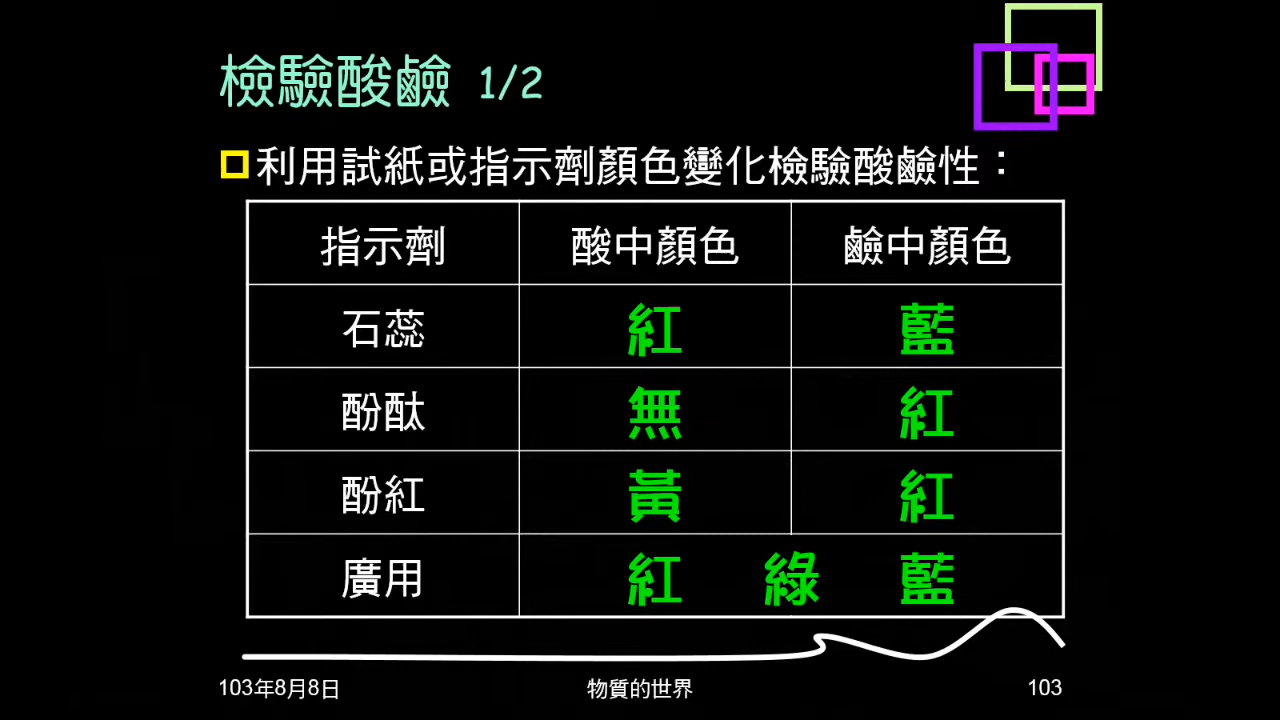 檢驗酸鹼 1/2
利用試紙或指示劑顏色變化檢驗酸鹼性：
指示劑 酸中顏色 鹼中顏色
石蕊 紅 藍
酚酞 無 紅
酚紅 黃 紅
廣用 紅 綠 藍
103年8月8日 物質的世界 103